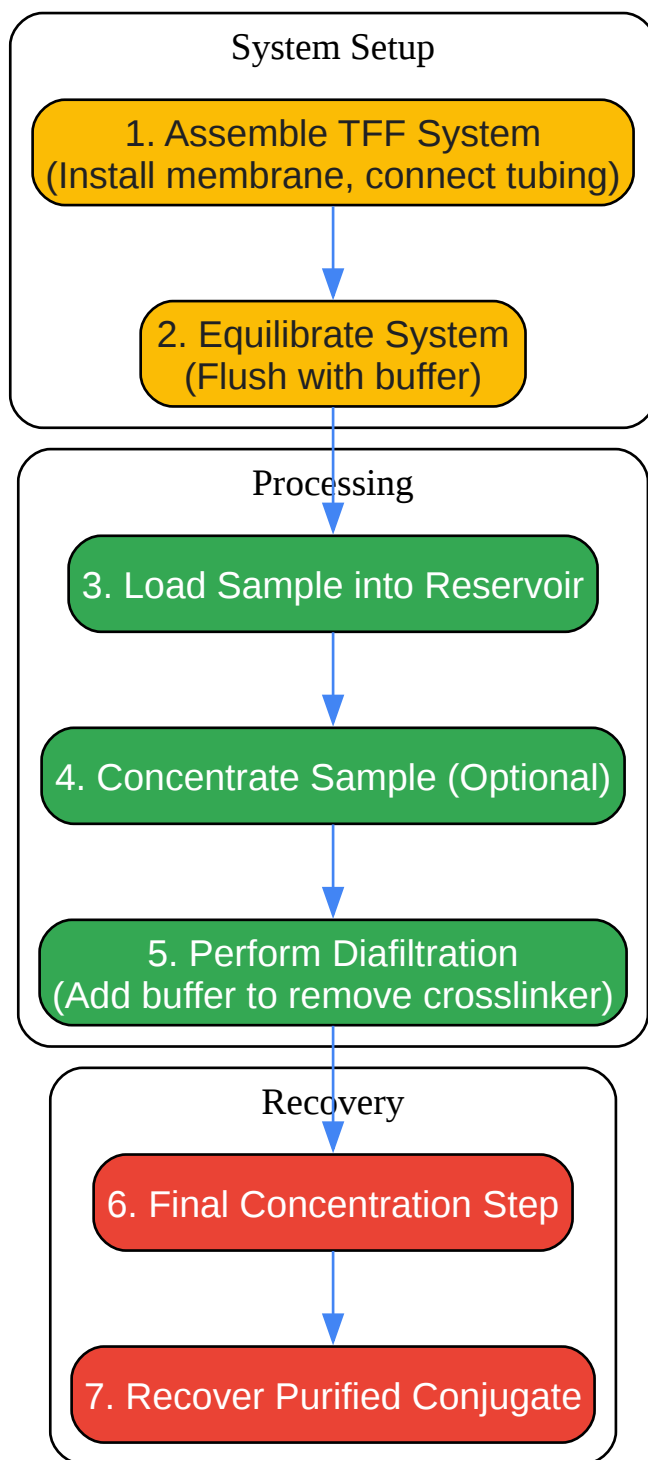 System Setup
1. Assemble TFF System
(Install membrane, connect tubing)
2. Equilibrate System
(Flush with buffer)
Processing
3. Load Sample into Reservoir
4. Concentrate Sample (Optional)
5. Perform Diafiltration
(Add buffer to remove crosslinker)
Recovery
6. Final Concentration Step
7. Recover Purified Conjugate